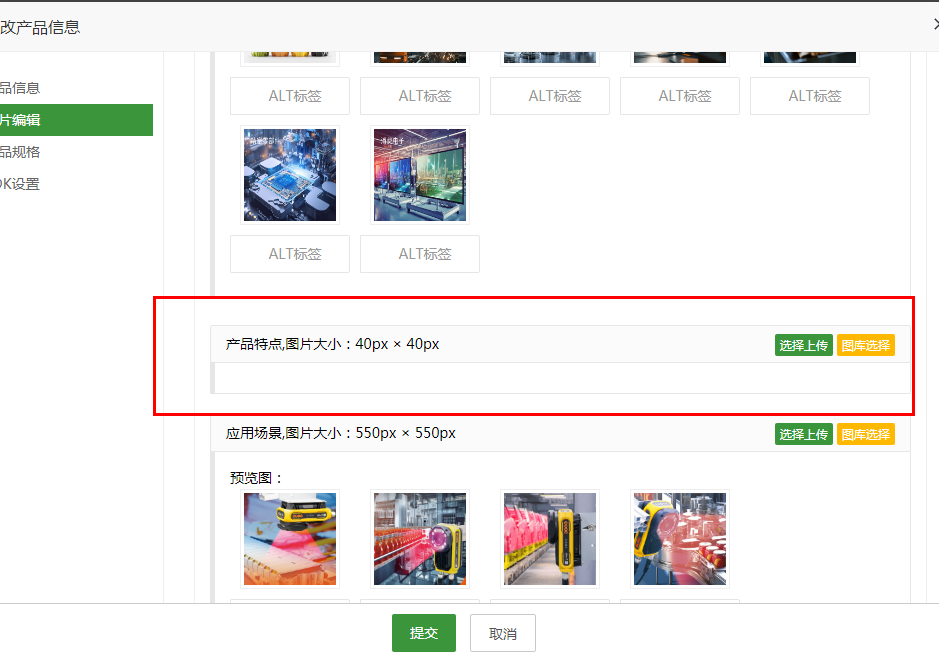 改产品信息
品信息
片编辑
品规格
DK设置
ALT标签 ALT标签 ALT标签 ALT标签 ALT标签
消费电子
ALT标签 ALT标签
产品特点,图片大小：40px × 40px 选择上传 图库选择
应用场景,图片大小：550px × 550px 选择上传 图库选择
预览图：
提交 取消